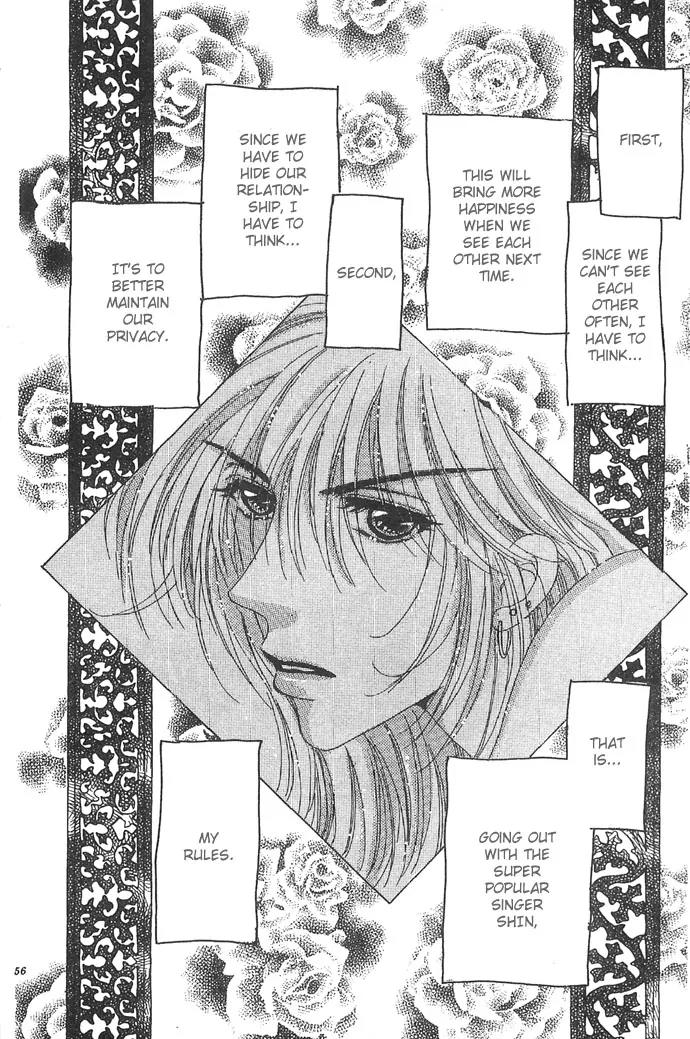 FIRST,
SINCE WE
CAN'T SEE
EACH
OTHER
OFTEN, I
HAVE TO
THINK...
THIS WILL
BRING MORE
HAPPINESS
WHEN WE
SEE EACH
OTHER NEXT
TIME.
SECOND,
SINCE WE
HAVE TO
HIDE OUR
RELATION-
SHIP, I
HAVE TO
THINK...
IT'S TO
BETTER
MAINTAIN
OUR
PRIVACY.
THAT
IS...
GOING OUT
WITH THE
SUPER
POPULAR
SINGER
SHIN,
MY
RULES.
56